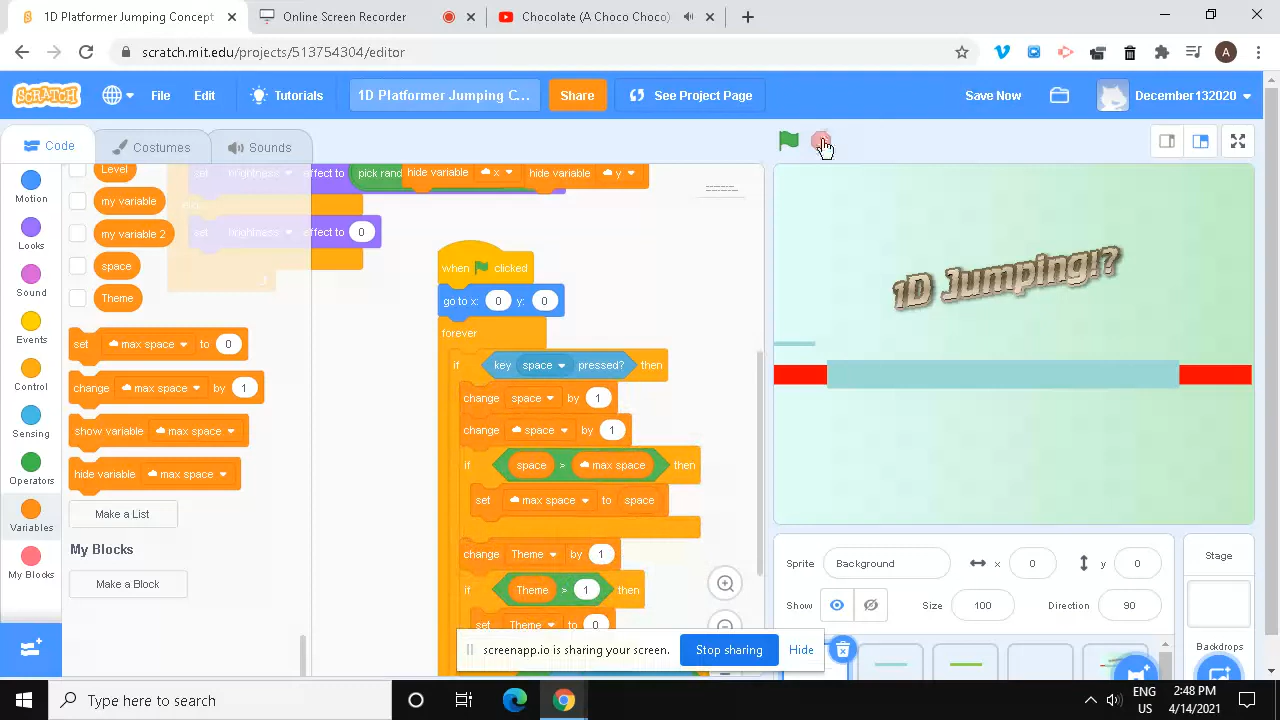 1D Platformer Jumping Concept
Online Screen Recorder
Chocolate (A Choco Choco)
scratch.mit.edu/projects/513754304/editor
A
SCRATCH
File
Edit
Tutorials
1D Platformer Jumping C...
Share
See Project Page
Save Now
December132020
Code
Costumes
Sounds
Motion
Looks
Sound
Events
Control
Sensing
Operators
Variables
My Blocks
Level
my variable
my variable 2
space
Theme
set max space to 0
change max space by 1
show variable max space
hide variable max space
Make a List
My Blocks
Make a Block
set brightness effect to pick ran
hide variable x hide variable y
set brightness effect to 0
when clicked
go to x: 0 y: 0
forever
if key space pressed? then
change space by 1
change space by 1
if space > max space then
set max space to space
change Theme by 1
if Theme > 1 then
set Theme to 0
1D Jumping!?
Sprite Background x 0 y 0
Show Size 100 Direction 90
Stage
Backdrops
screenapp.io is sharing your screen.
Stop sharing
Hide
Type here to search
ENG
US
2:48 PM
4/14/2021